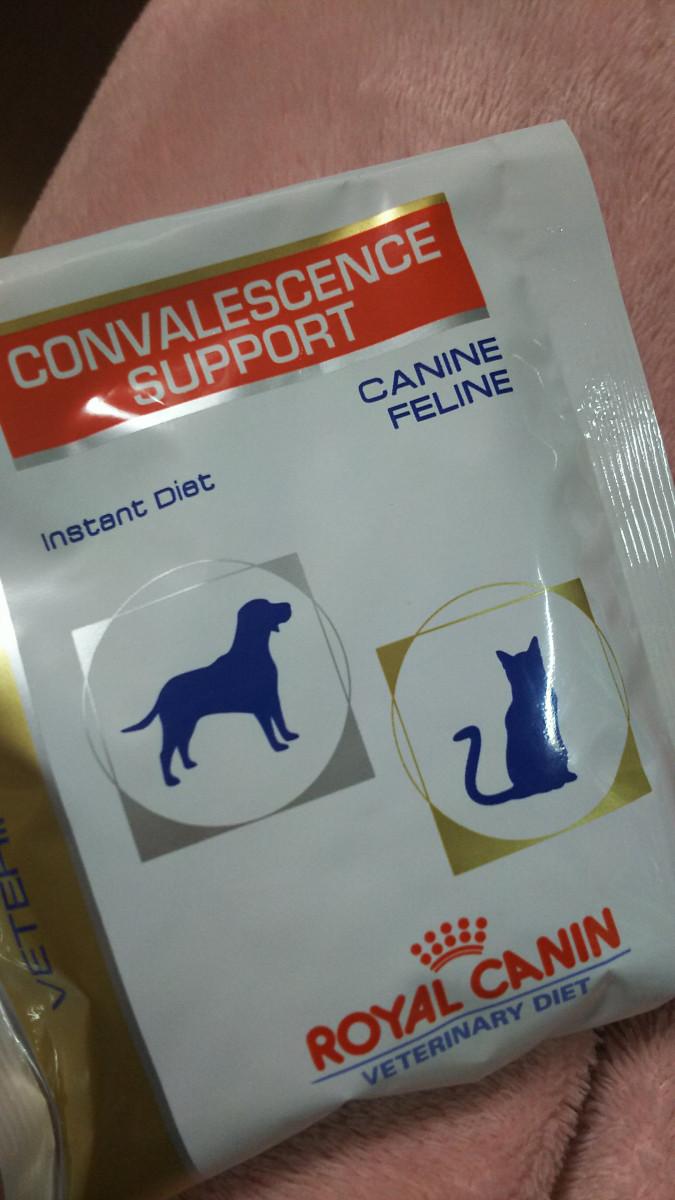 CONVALESCENCE
SUPPORT
CANINE
FELINE
Instant Diet
ROYAL CANIN
VETERINARY DIET